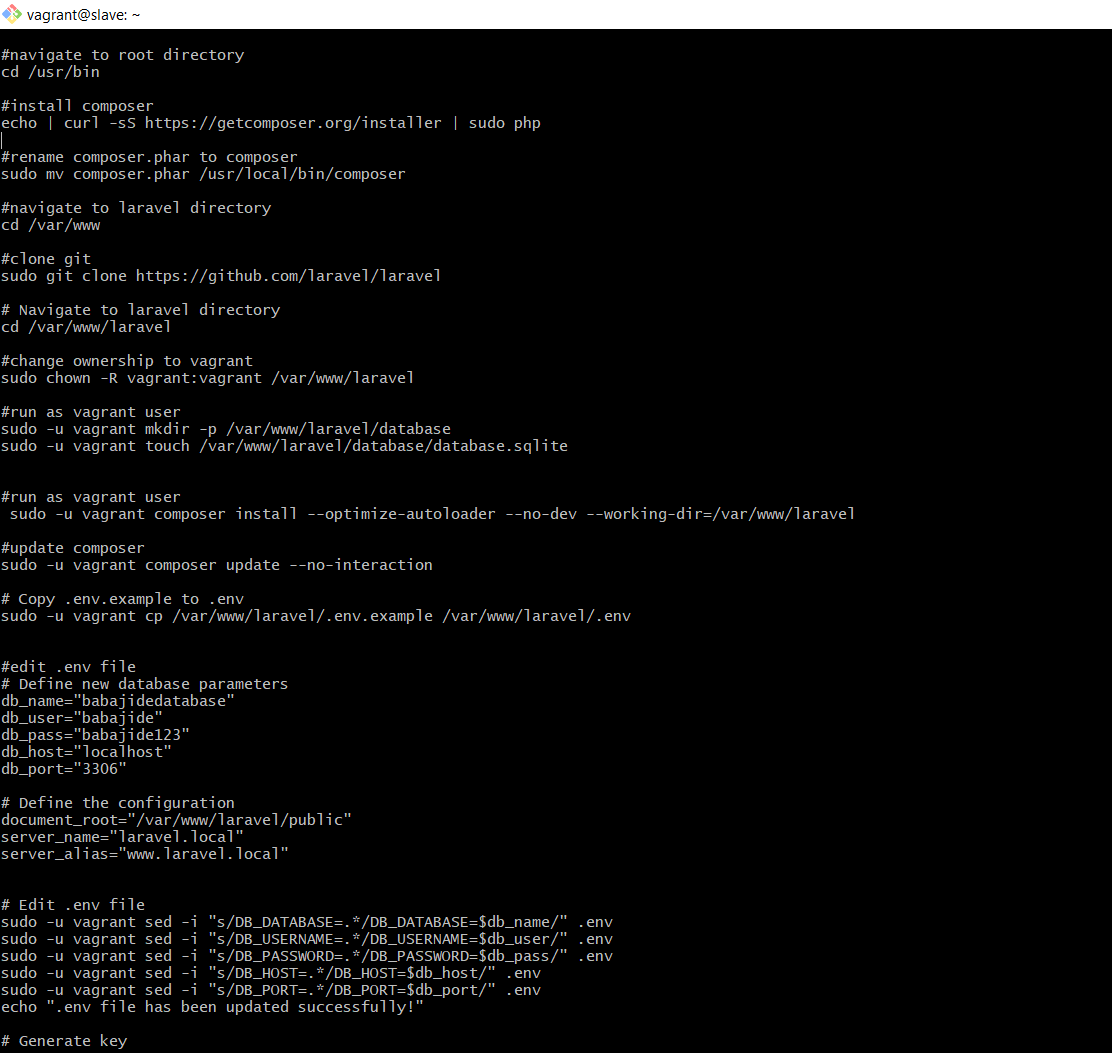 vagrant@slave: ~
#navigate to root directory
cd /usr/bin
#install composer
echo | curl -sS https://getcomposer.org/installer | sudo php
#rename composer.phar to composer
sudo mv composer.phar /usr/local/bin/composer
#navigate to laravel directory
cd /var/www
#clone git
sudo git clone https://github.com/laravel/laravel
# Navigate to laravel directory
cd /var/www/laravel
#change ownership to vagrant
sudo chown -R vagrant:vagrant /var/www/laravel
#run as vagrant user
sudo -u vagrant mkdir -p /var/www/laravel/database
sudo -u vagrant touch /var/www/laravel/database/database.sqlite
#run as vagrant user
 sudo -u vagrant composer install --optimize-autoloader --no-dev --working-dir=/var/www/laravel
#update composer
sudo -u vagrant composer update --no-interaction
# Copy .env.example to .env
sudo -u vagrant cp /var/www/laravel/.env.example /var/www/laravel/.env
#edit .env file
# Define new database parameters
db_name="babajidedatabase"
db_user="babajide"
db_pass="babajide123"
db_host="localhost"
db_port="3306"
# Define the configuration
document_root="/var/www/laravel/public"
server_name="laravel.local"
server_alias="www.laravel.local"
# Edit .env file
sudo -u vagrant sed -i "s/DB_DATABASE=.*/DB_DATABASE=$db_name/" .env
sudo -u vagrant sed -i "s/DB_USERNAME=.*/DB_USERNAME=$db_user/" .env
sudo -u vagrant sed -i "s/DB_PASSWORD=.*/DB_PASSWORD=$db_pass/" .env
sudo -u vagrant sed -i "s/DB_HOST=.*/DB_HOST=$db_host/" .env
sudo -u vagrant sed -i "s/DB_PORT=.*/DB_PORT=$db_port/" .env
echo ".env file has been updated successfully!"
# Generate key